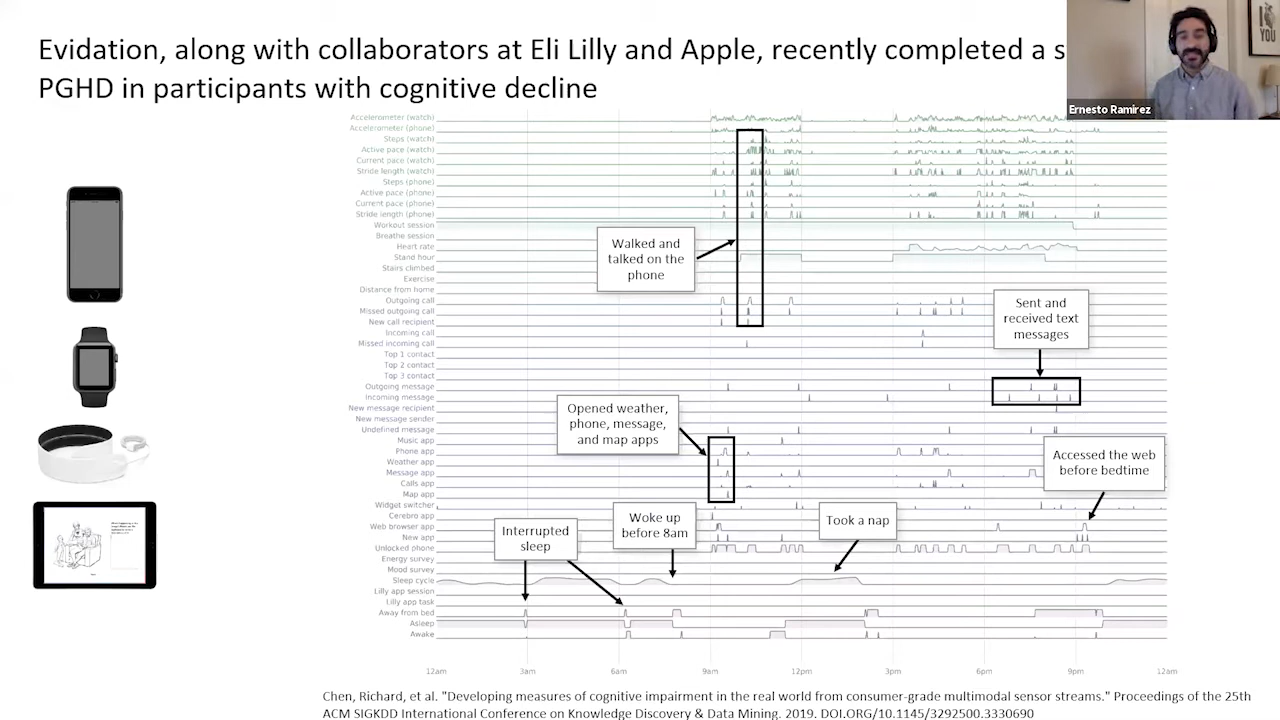 Evidation, along with collaborators at Eli Lilly and Apple, recently completed a s
PGHD in participants with cognitive decline
YOU
Ernesto Ramirez
Accelerometer (watch)
Accelerometer (phone)
Steps (watch)
Active pace (watch)
Current pace (watch)
Stride length (watch)
Steps (phone)
Active pace (phone)
Current pace (phone)
Stride length (phone)
Workout session
Breathe session
Heart rate
Stand hour
Stairs climbed
Exercise
Distance from home
Outgoing call
Missed outgoing call
New call recipient
Incoming call
Missed incoming call
Top 1 contact
Top 2 contact
Top 3 contact
Outgoing message
Incoming message
New message recipient
New message sender
Undefined message
Music app
Phone app
Weather app
Message app
Calls app
Map app
Widget switcher
Cerebro app
Web browser app
New app
Unlocked phone
Energy survey
Mood survey
Sleep cycle
Lilly app session
Lilly app task
Away from bed
Asleep
Awake
Walked and
talked on the
phone
Sent and
received text
messages
Opened weather,
phone, message,
and map apps
Accessed the web
before bedtime
Interrupted
sleep
Woke up
before 8am
Took a nap
12am 3am 6am 9am 12pm 3pm 6pm 9pm 12am
Chen, Richard, et al. "Developing measures of cognitive impairment in the real world from consumer-grade multimodal sensor streams." Proceedings of the 25th
ACM SIGKDD International Conference on Knowledge Discovery & Data Mining. 2019. DOI.ORG/10.1145/3292500.3330690